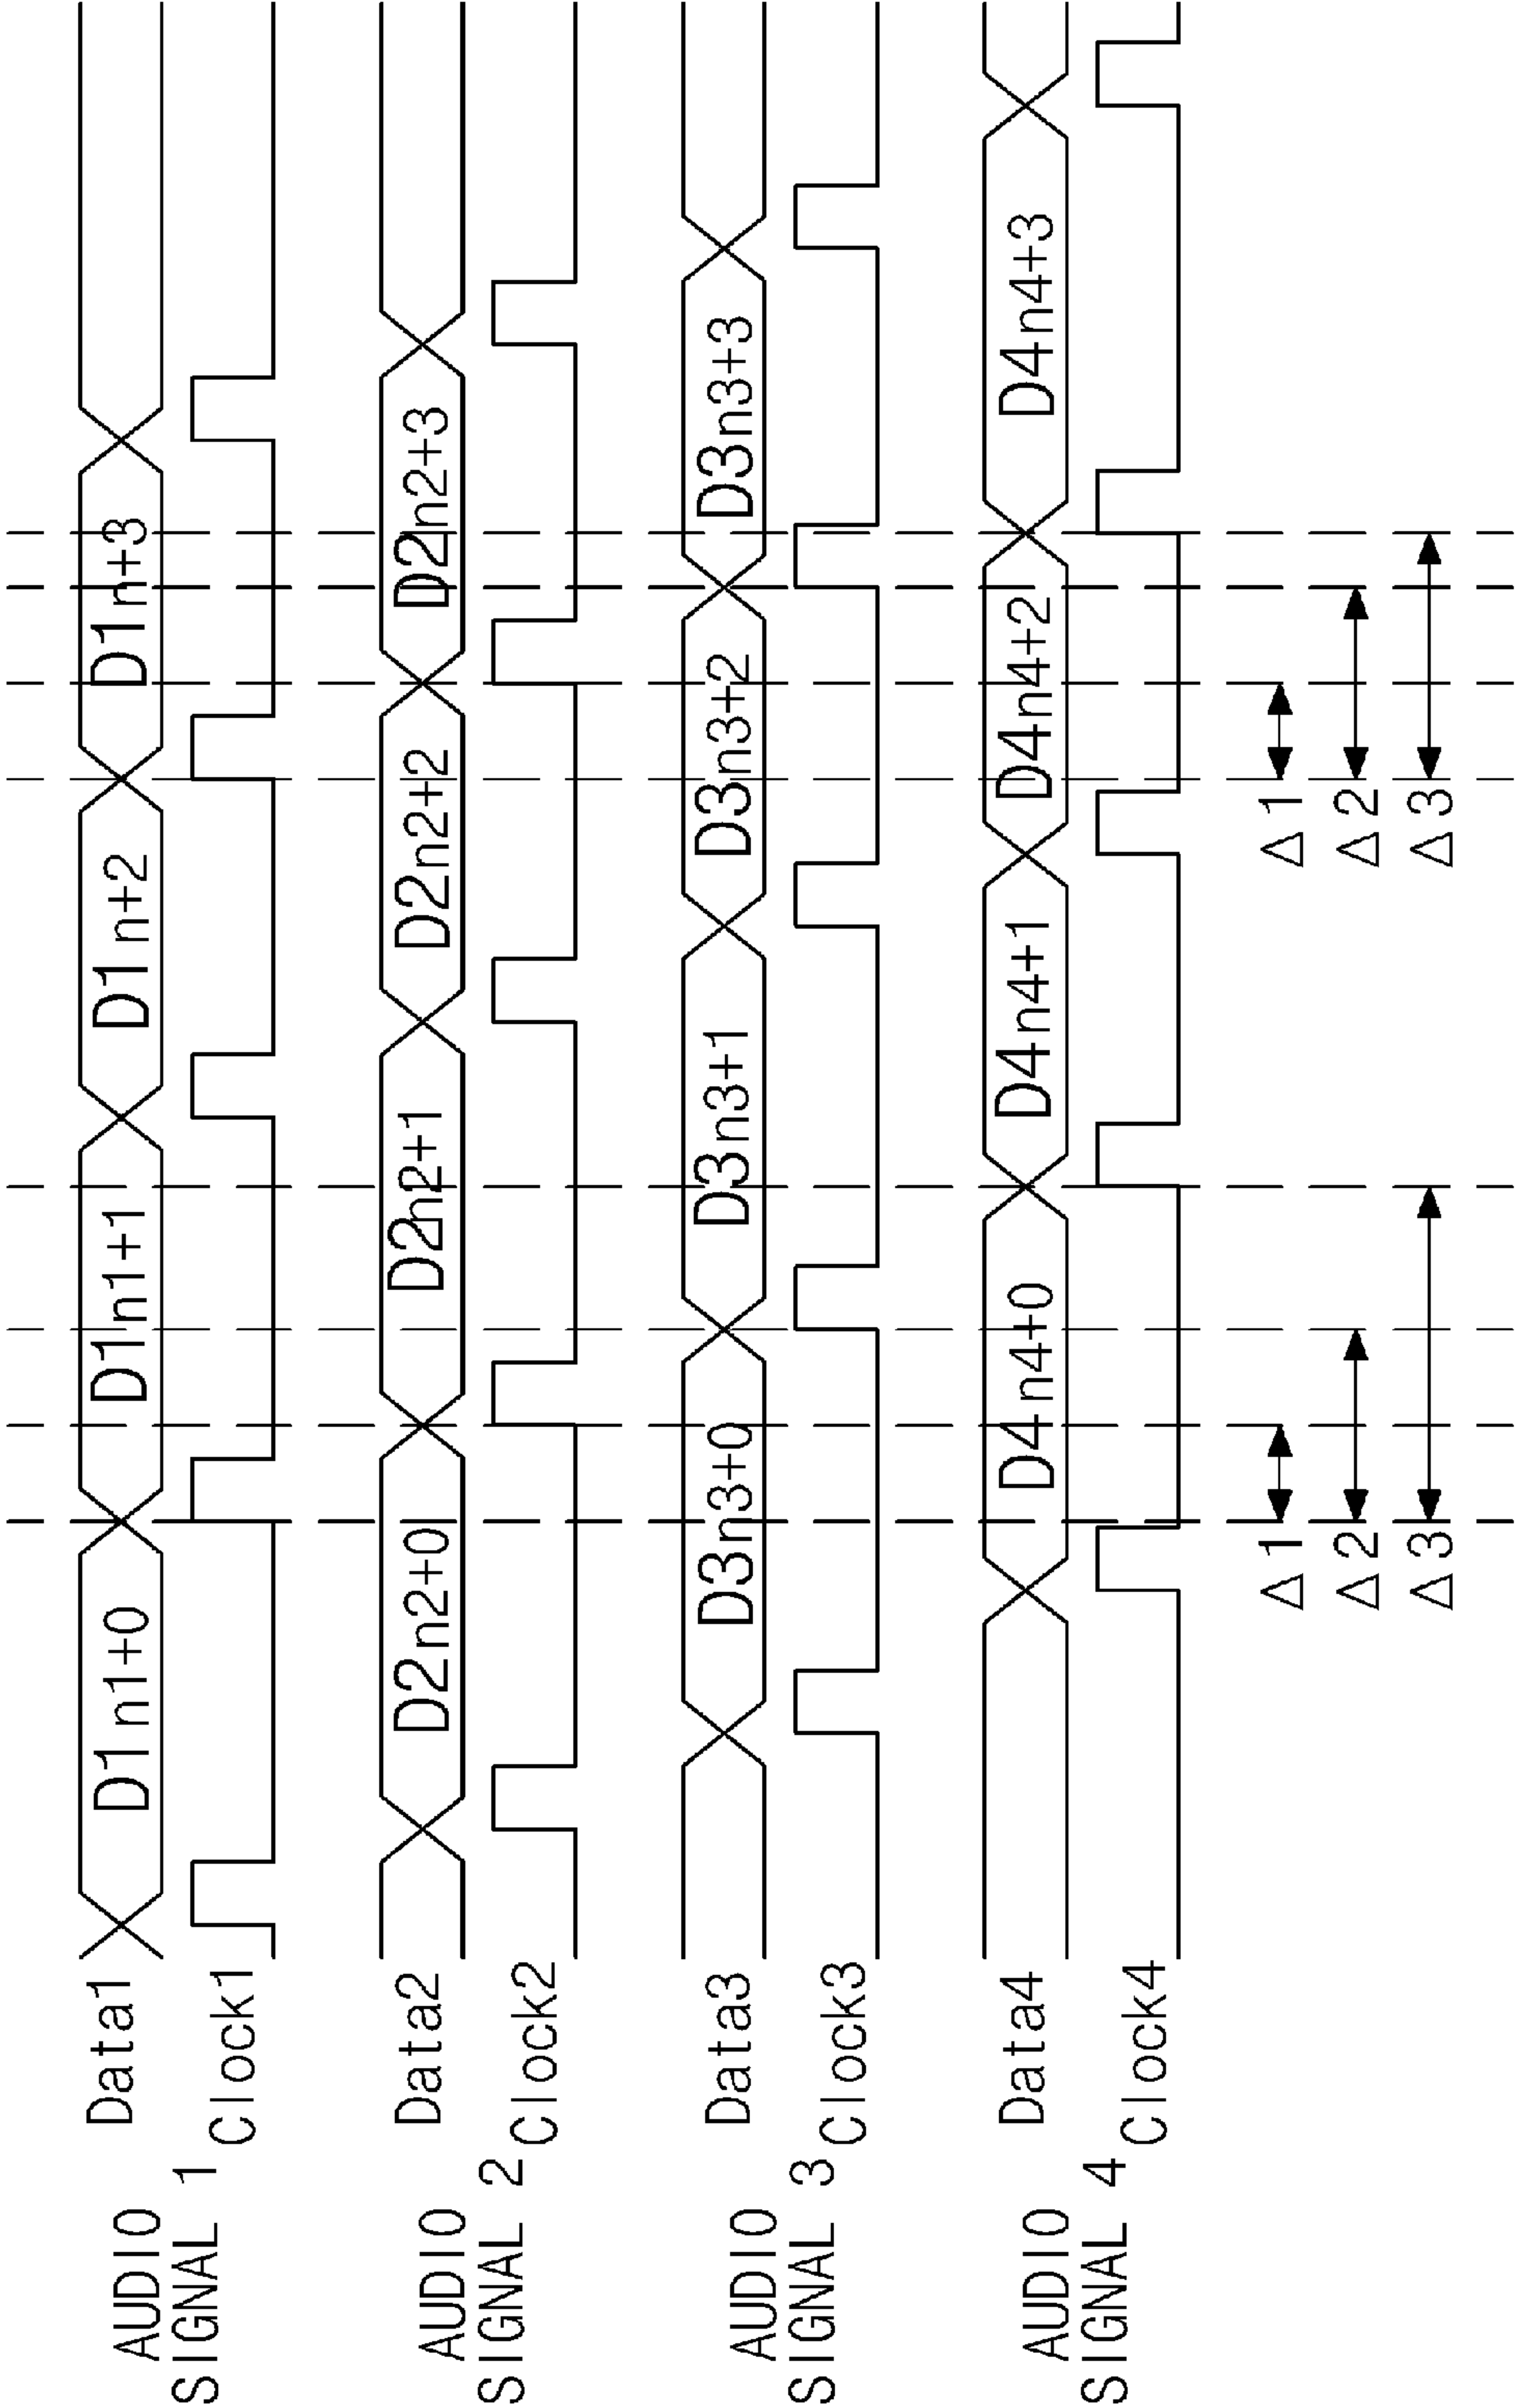 AUDIO
SIGNAL 1
Data1
D1n1+0
D1n1+1
D1n+2
D1n+3
Clock1
AUDIO
SIGNAL 2
Data2
D2n2+0
D2n2+1
D2n2+2
D2n2+3
Clock2
AUDIO
SIGNAL 3
Data3
D3n3+0
D3n3+1
D3n3+2
D3n3+3
Clock3
AUDIO
SIGNAL 4
Data4
D4n4+0
D4n4+1
D4n4+2
D4n4+3
Clock4
Δ1
Δ1
Δ2
Δ2
Δ3
Δ3